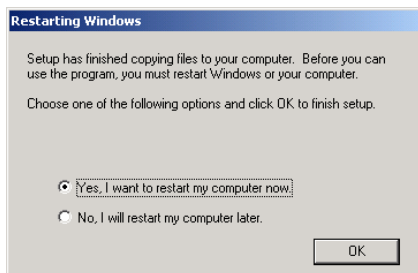 Restarting Windows
Setup has finished copying files to your computer. Before you can
use the program, you must restart Windows or your computer.
Choose one of the following options and click OK to finish setup.
Yes, I want to restart my computer now.
No, I will restart my computer later.
OK